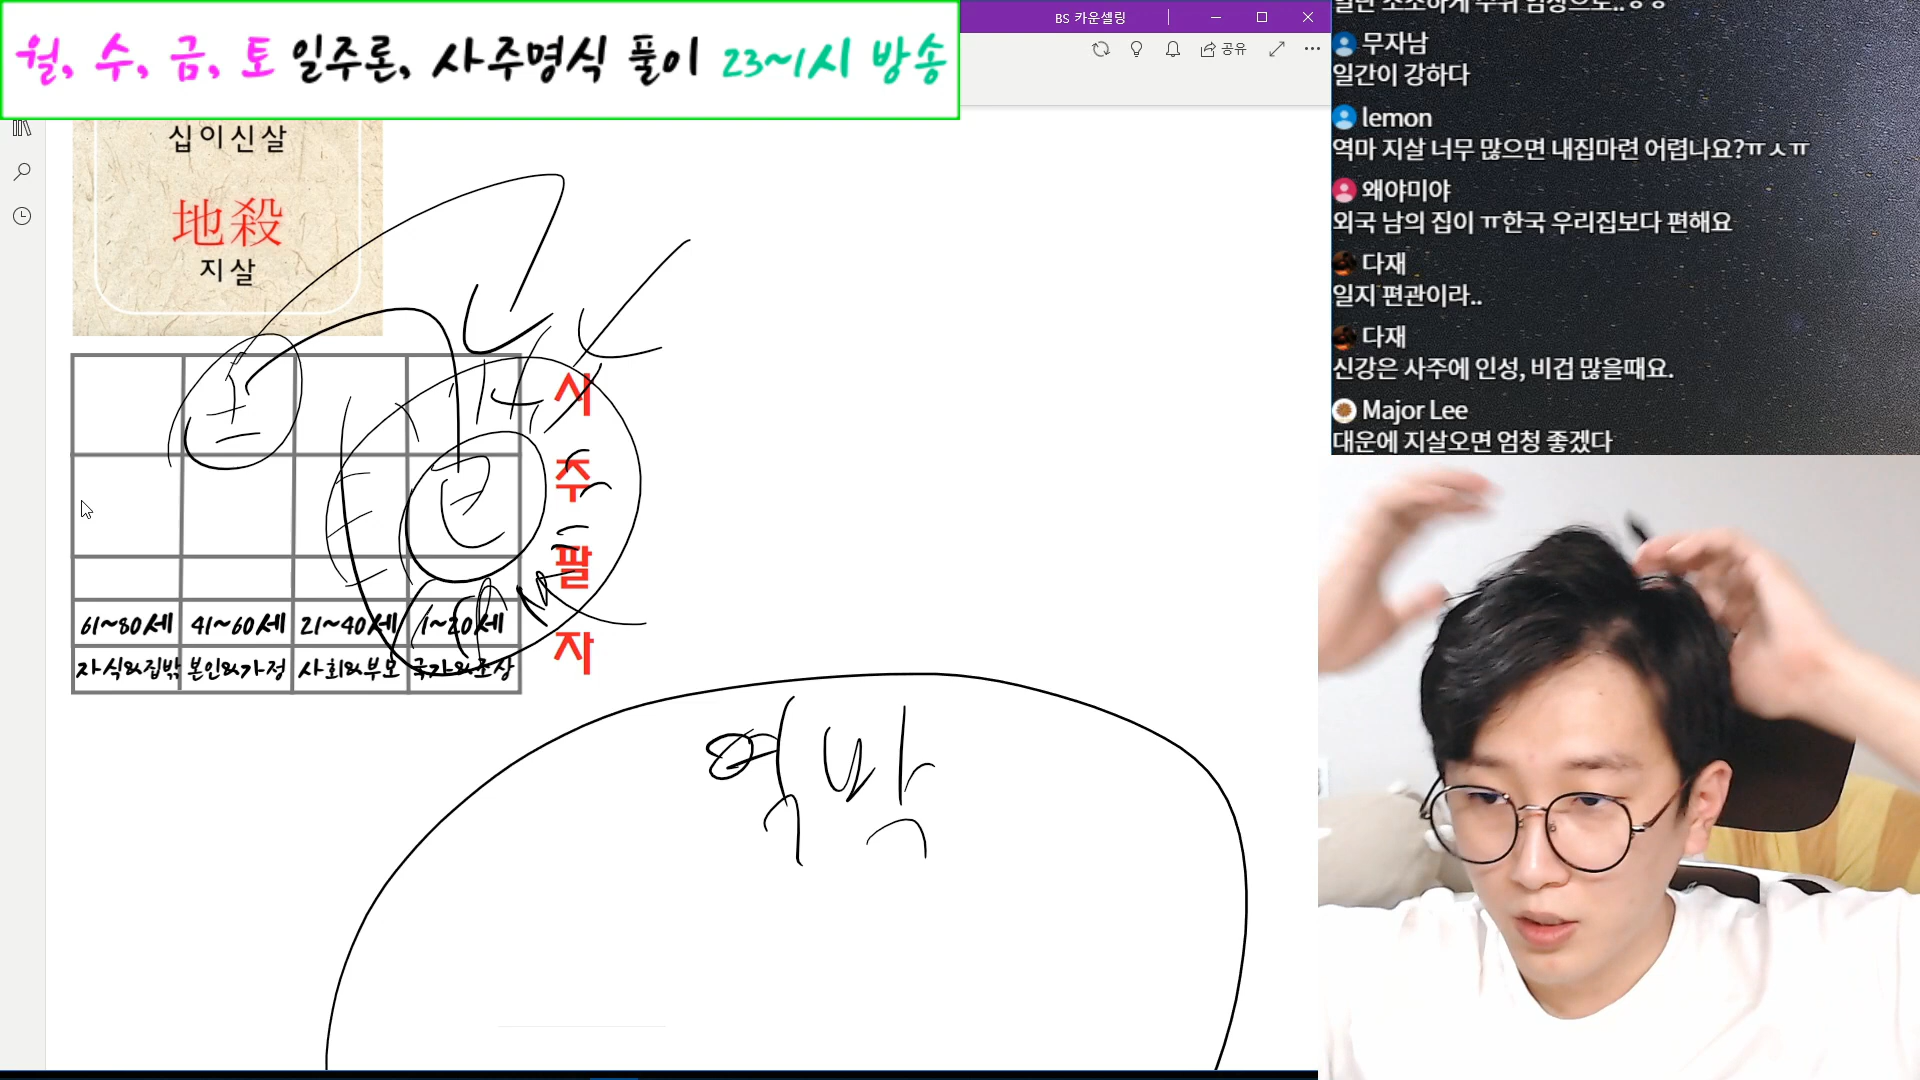 월, 수, 금, 토 일주론, 사주명식 풀이 23~1시 방송
BS 카운셀링
공유
십이신살
地殺
지살
시
주
팔
자
61~80세 41~60세 21~40세 1~20세
자식&집밖 본인&가정 사회&부모 국가&조상
역마
무자남
일간이 강하다
lemon
역마 지살 너무 많으면 내집마련 어렵나요?ㅠㅅㅠ
왜야미야
외국 남의 집이 ㅠ한국 우리집보다 편해요
다재
일지 편관이라..
다재
신강은 사주에 인성, 비겁 많을때요.
Major Lee
대운에 지살오면 엄청 좋겠다